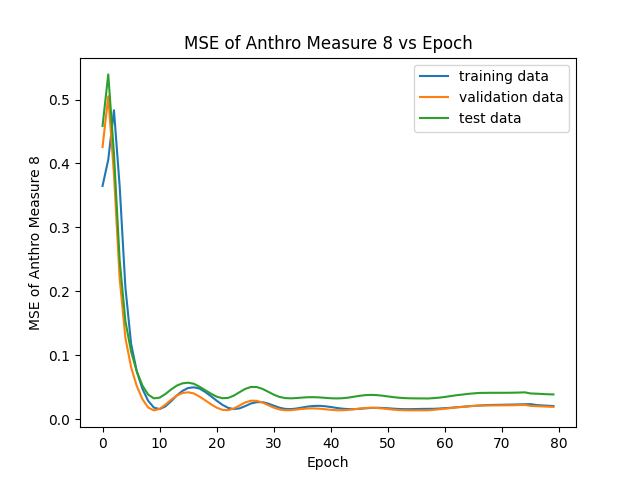 MSE of Anthro Measure 8 vs Epoch
training data
validation data
test data
MSE of Anthro Measure 8
0.5
0.4
0.3
0.2
0.1
0.0
0 10 20 30 40 50 60 70 80
Epoch